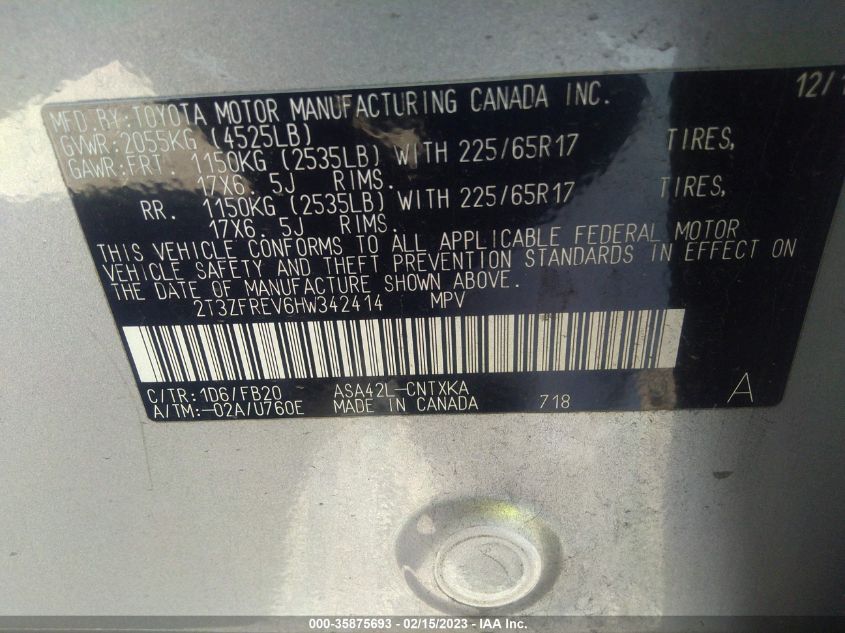 MFD.BY:TOYOTA MOTOR MANUFACTURING CANADA INC. 12/1
GVWR:2055KG (4525LB)
GAWR:FRT. 1150KG (2535LB) WITH 225/65R17 TIRES,
17X6. 5J RIMS.
RR. 1150KG (2535LB) WITH 225/65R17 TIRES,
17X6. 5J RIMS.
THIS VEHICLE CONFORMS TO ALL APPLICABLE FEDERAL MOTOR
VEHICLE SAFETY AND THEFT PREVENTION STANDARDS IN EFFECT ON
THE DATE OF MANUFACTURE SHOWN ABOVE.
2T3ZFREV6HW342414 MPV
C/TR:1D6/FB20 ASA42L-CNTXKA A
A/TM:-02A/U760E MADE IN CANADA 718
000-35875693 - 02/15/2023 - IAAI.com